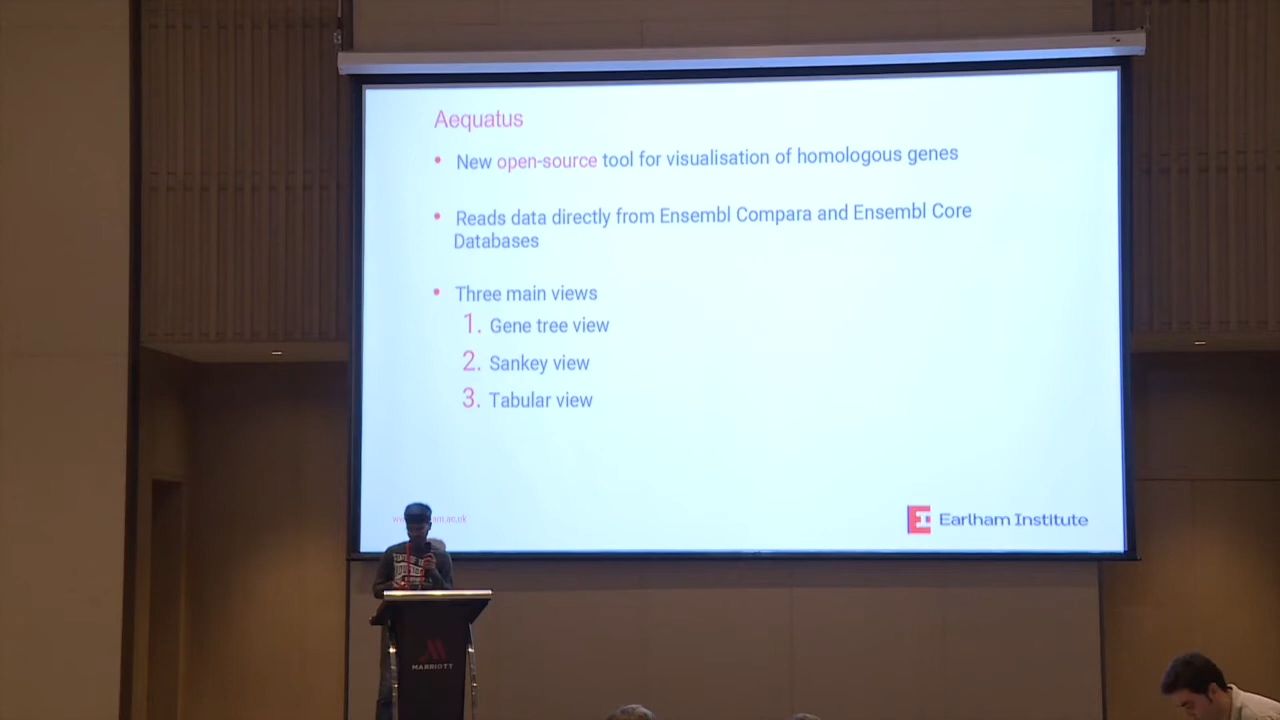 Aequatus
• New open-source tool for visualisation of homologous genes
• Reads data directly from Ensembl Compara and Ensembl Core
Databases
• Three main views
1. Gene tree view
2. Sankey view
3. Tabular view
Earlham Institute
MARRIOTT